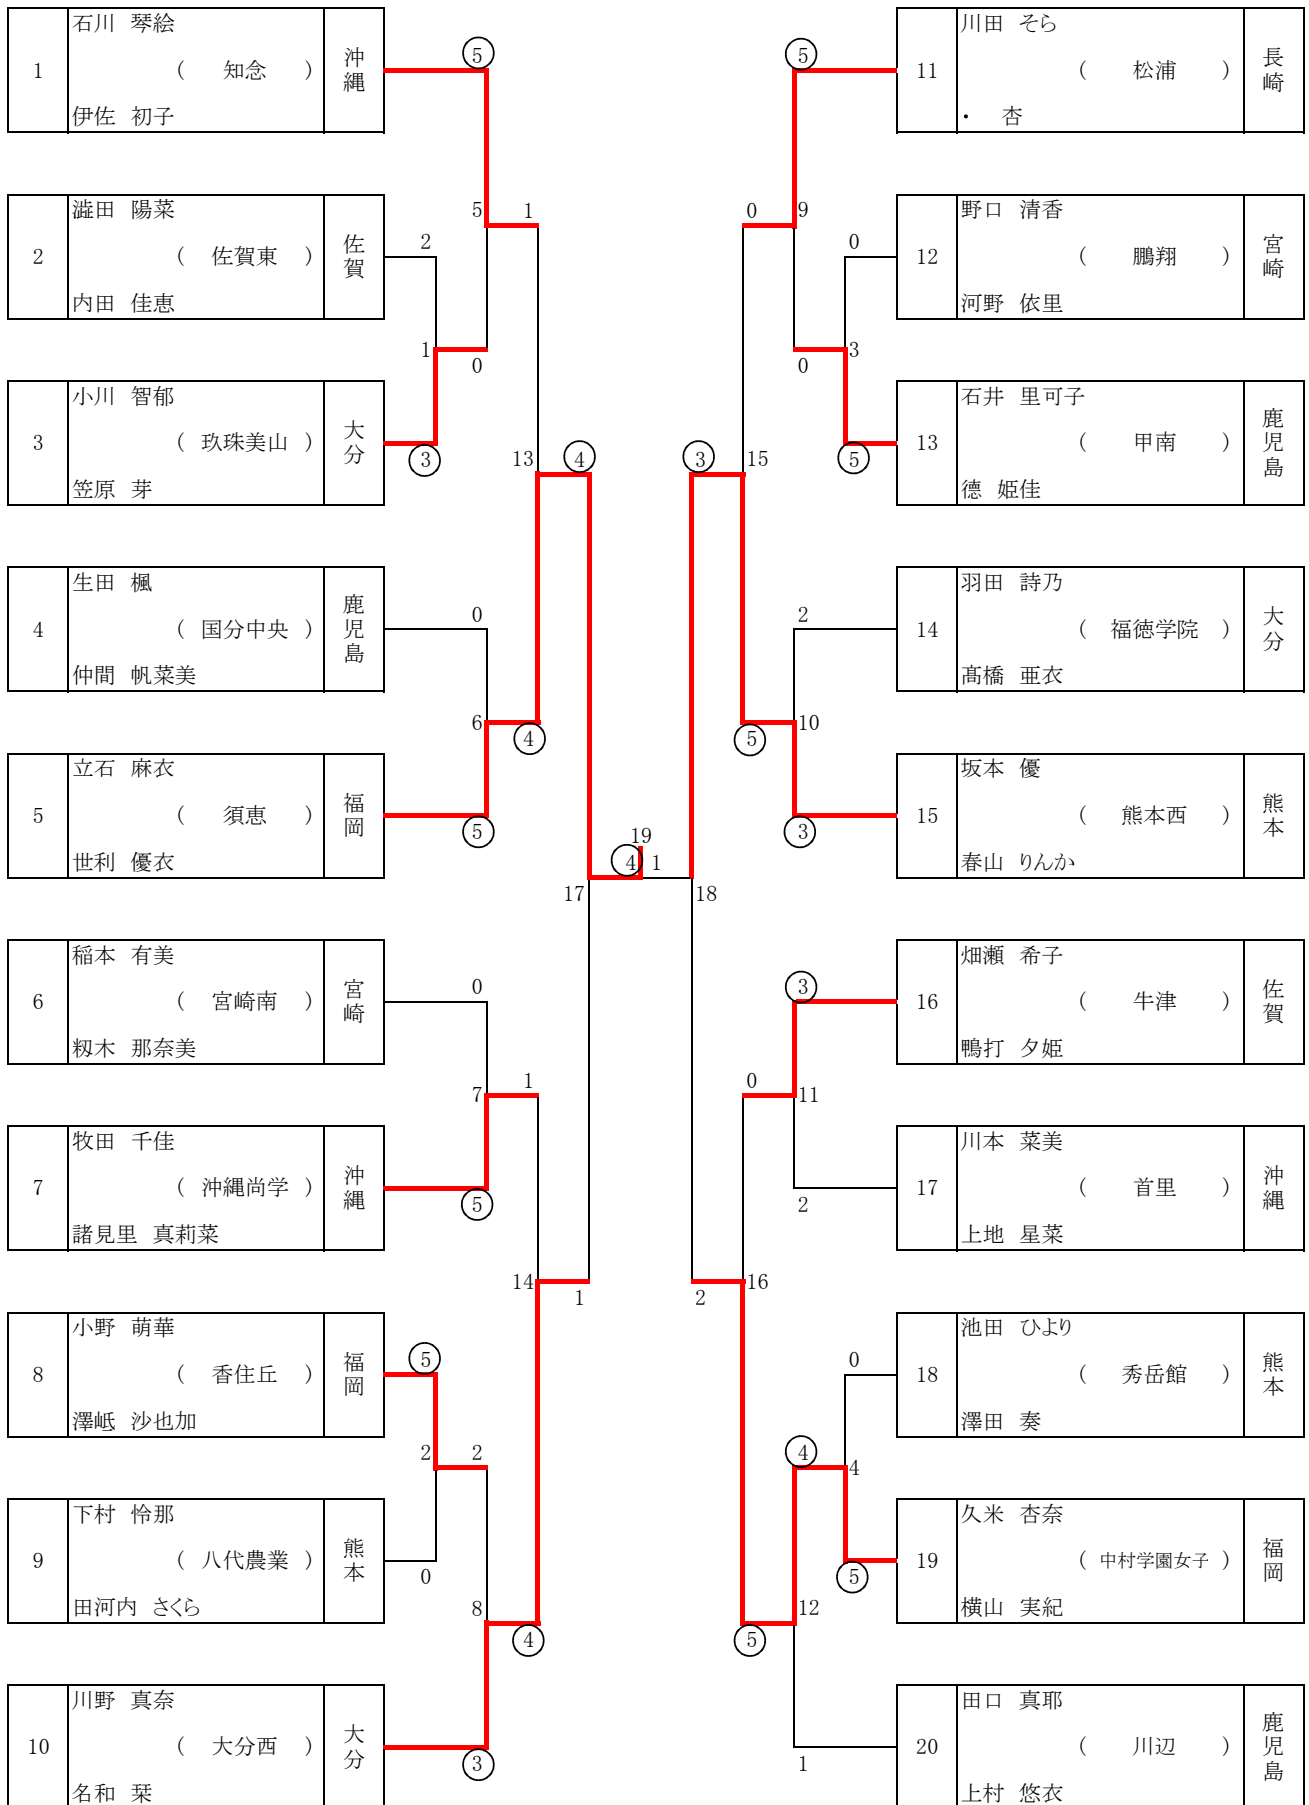 1
石川 琴絵
( 知念 )
伊佐 初子
沖縄
2
澁田 陽菜
( 佐賀東 )
内田 佳恵
佐賀
3
小川 智郁
( 玖珠美山 )
笠原 芽
大分
4
生田 楓
( 国分中央 )
仲間 帆菜美
鹿児島
5
立石 麻衣
( 須恵 )
世利 優衣
福岡
6
稲本 有美
( 宮崎南 )
籾木 那奈美
宮崎
7
牧田 千佳
( 沖縄尚学 )
諸見里 真莉菜
沖縄
8
小野 萌華
( 香住丘 )
澤岻 沙也加
福岡
9
下村 怜那
( 八代農業 )
田河内 さくら
熊本
10
川野 真奈
( 大分西 )
名和 栞
大分
5
5
1
2
1
0
3
13
4
0
6
4
5
17
4
19
1
0
7
1
5
14
1
5
2
2
0
8
4
3
5
0
9
0
0
3
5
3
15
2
5
10
3
18
3
0
11
2
2
16
0
4
4
5
5
12
1
11
川田 そら
( 松浦 )
・ 杏
長崎
12
野口 清香
( 鵬翔 )
河野 依里
宮崎
13
石井 里可子
( 甲南 )
德 姫佳
鹿児島
14
羽田 詩乃
( 福徳学院 )
髙橋 亜衣
大分
15
坂本 優
( 熊本西 )
春山 りんか
熊本
16
畑瀬 希子
( 牛津 )
鴨打 夕姫
佐賀
17
川本 菜美
( 首里 )
上地 星菜
沖縄
18
池田 ひより
( 秀岳館 )
澤田 奏
熊本
19
久米 杏奈
( 中村学園女子 )
横山 実紀
福岡
20
田口 真耶
( 川辺 )
上村 悠衣
鹿児島